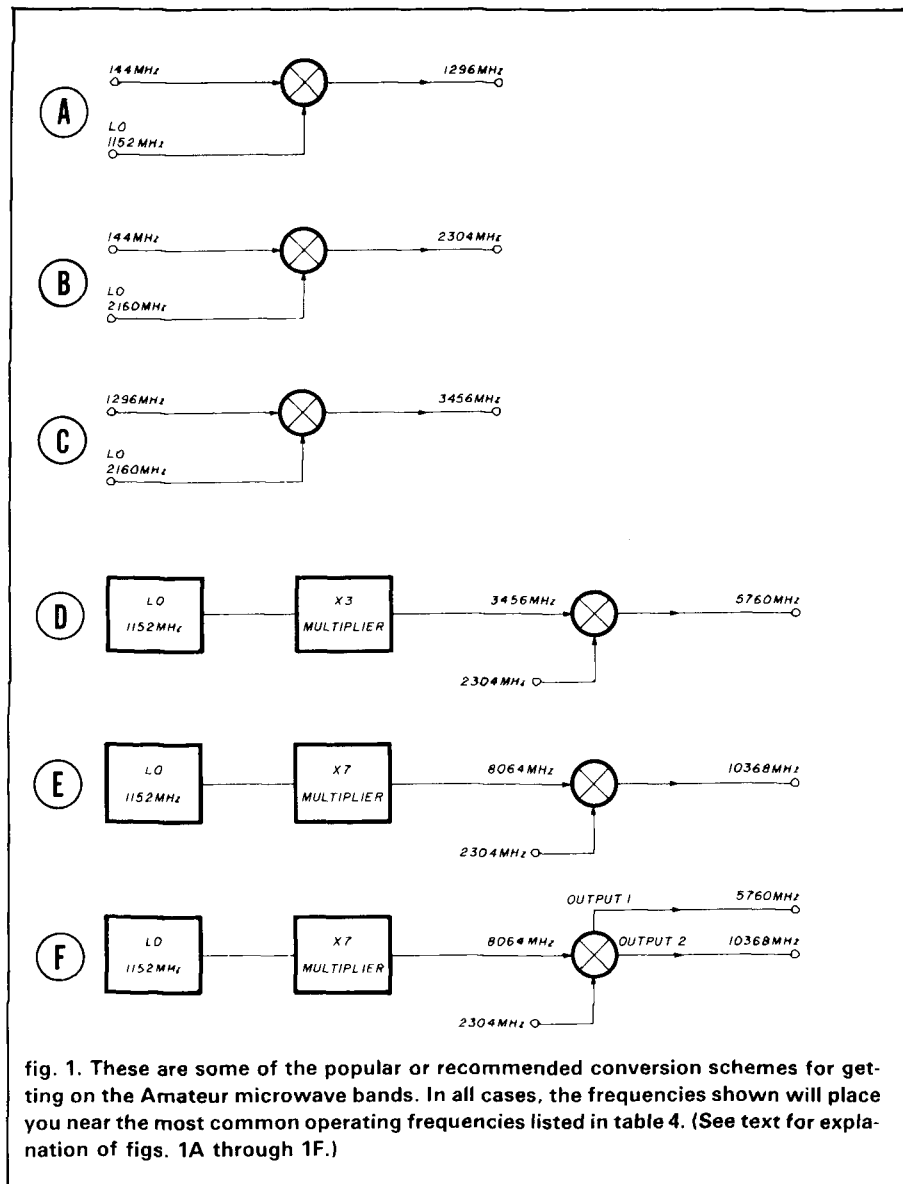 144MHz
1296MHz
A
LO
1152MHz
144MHz
2304MHz
B
LO
2160MHz
1296MHz
3456MHz
C
LO
2160MHz
D
LO
1152MHz
X3
MULTIPLIER
3456MHz
5760MHz
2304MHz
E
LO
1152MHz
X7
MULTIPLIER
8064MHz
10368MHz
2304MHz
F
LO
1152MHz
X7
MULTIPLIER
8064MHz
OUTPUT 1
5760MHz
OUTPUT 2
10368MHz
2304MHz
fig. 1. These are some of the popular or recommended conversion schemes for get-
ting on the Amateur microwave bands. In all cases, the frequencies shown will place
you near the most common operating frequencies listed in table 4. (See text for expla-
nation of figs. 1A through 1F.)